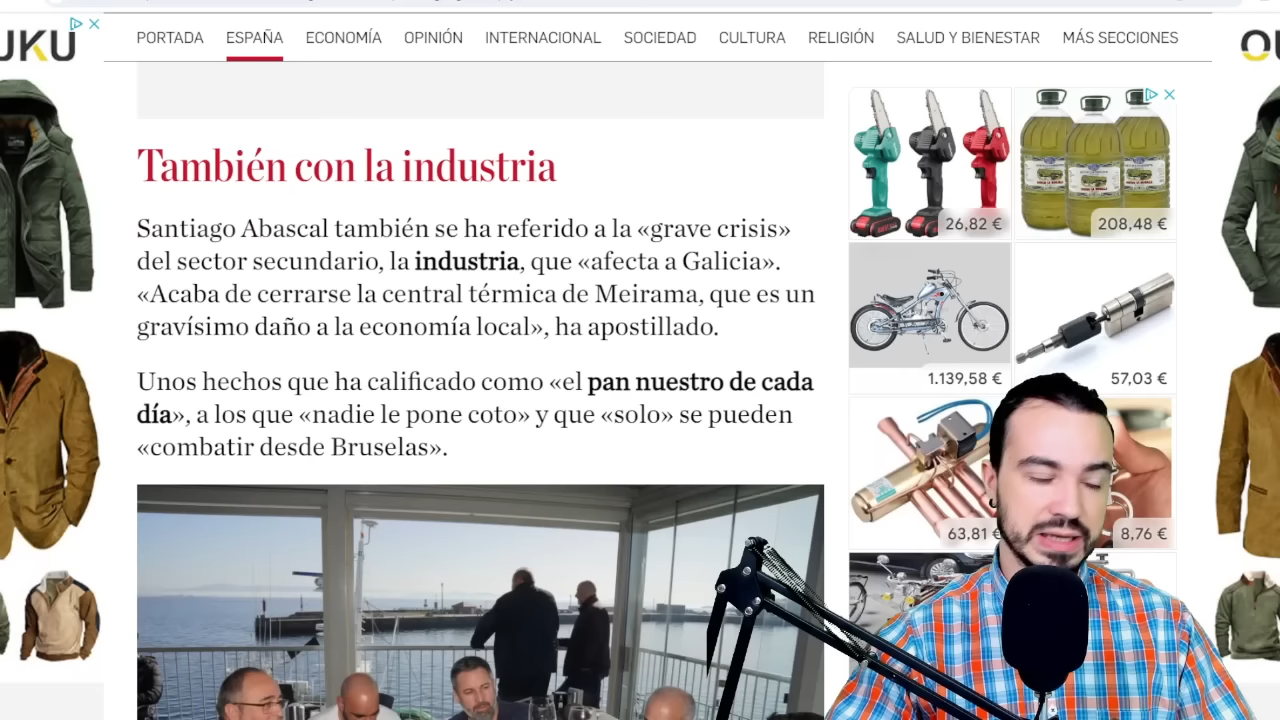 PORTADA ESPAÑA ECONOMÍA OPINIÓN INTERNACIONAL SOCIEDAD CULTURA RELIGIÓN SALUD Y BIENESTAR MÁS SECCIONES
UKU
OU
También con la industria
Santiago Abascal también se ha referido a la «grave crisis»
del sector secundario, la industria, que «afecta a Galicia».
«Acaba de cerrarse la central térmica de Meirama, que es un
gravísimo daño a la economía local», ha apostillado.
Unos hechos que ha calificado como «el pan nuestro de cada
día», a los que «nadie le pone coto» y que «solo» se pueden
«combatir desde Bruselas».
26,82 €
208,48 €
1.139,58 €
57,03 €
63,81 €
8,76 €